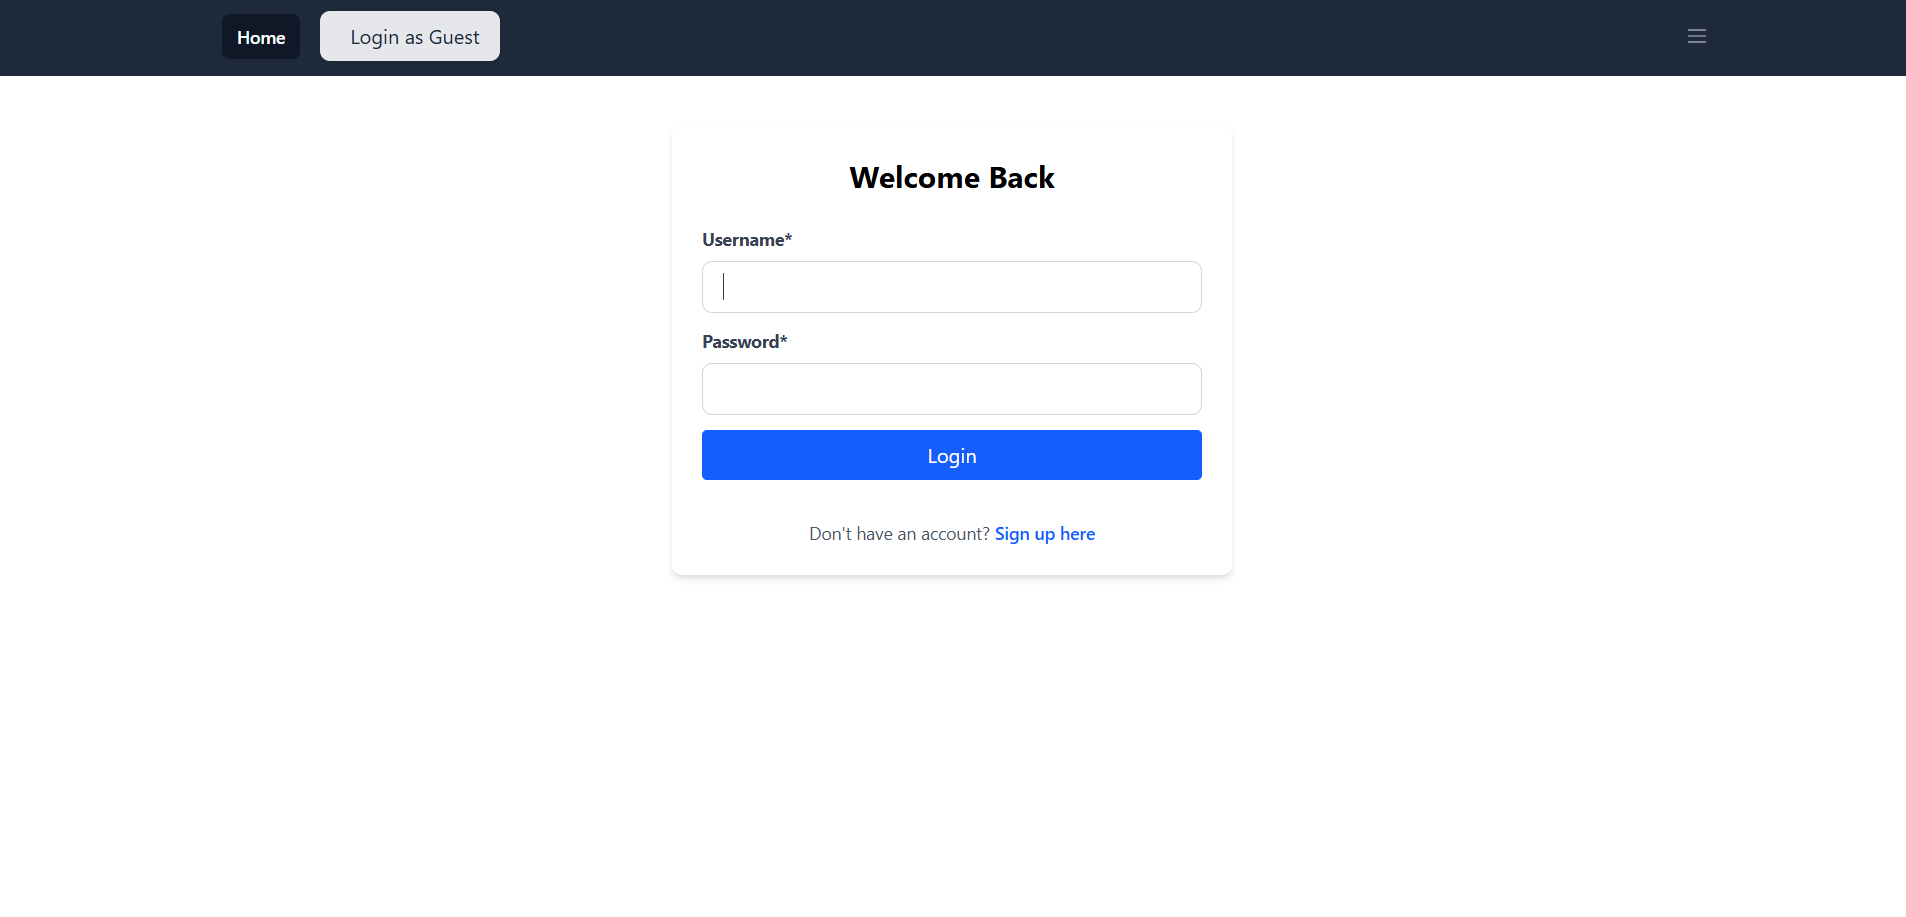 Home Login as Guest
Welcome Back
Username*
Password*
Login
Don't have an account? Sign up here